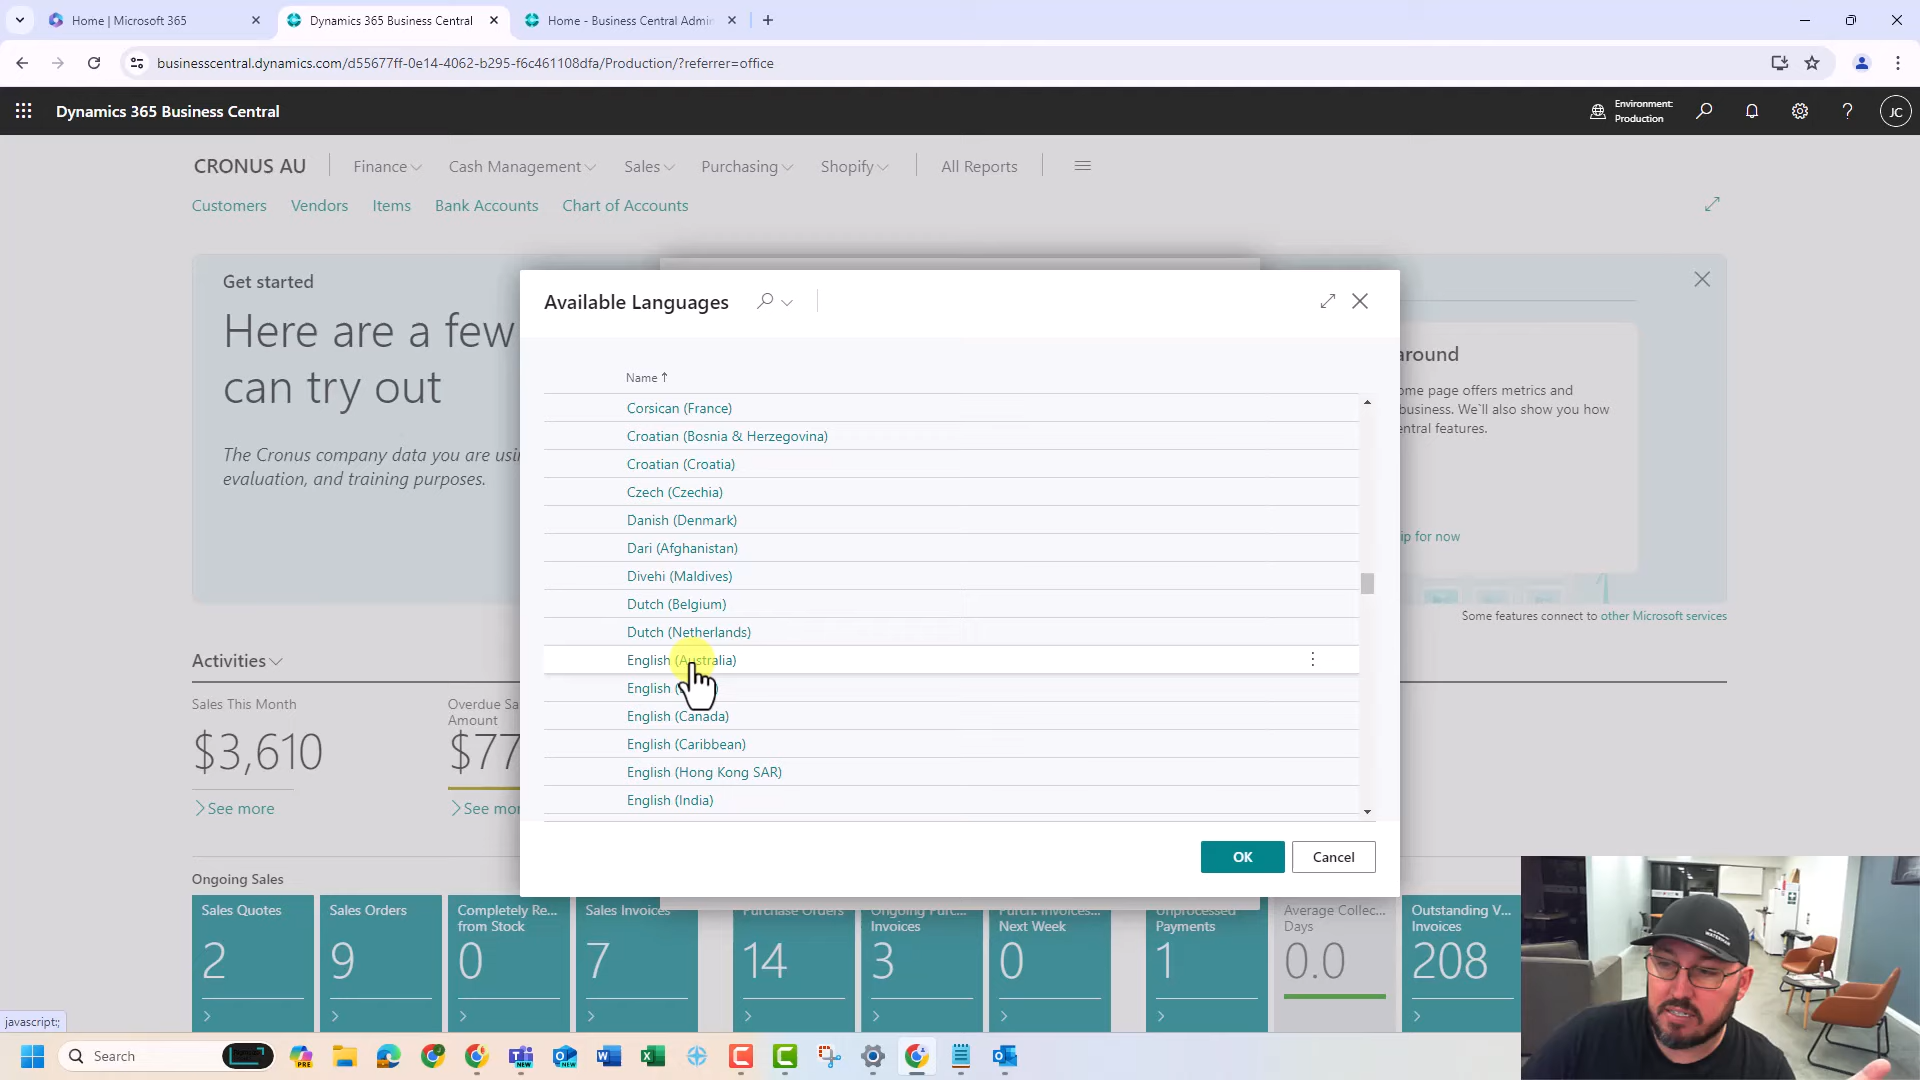 Home | Microsoft 365
Dynamics 365 Business Central
Home - Business Central Admin
businesscentral.dynamics.com/d55677ff-0e14-4062-b295-f6c461108dfa/Production/?referrer=office
Dynamics 365 Business Central
Environment:
Production
JC
CRONUS AU
Finance
Cash Management
Sales
Purchasing
Shopify
All Reports
Customers
Vendors
Items
Bank Accounts
Chart of Accounts
Get started
Here are a few
can try out
The Cronus company data you are
evaluation, and training purposes.
Available Languages
Name ↑
Corsican (France)
Croatian (Bosnia & Herzegovina)
Croatian (Croatia)
Czech (Czechia)
Danish (Denmark)
Dari (Afghanistan)
Divehi (Maldives)
Dutch (Belgium)
Dutch (Netherlands)
English (Australia)
English
English (Canada)
English (Caribbean)
English (Hong Kong SAR)
English (India)
OK
Cancel
around
ome page offers metrics and
business. We`ll also show you how
entral features.
ip for now
Some features connect to other Microsoft services
Activities
Sales This Month
$3,610
See more
Overdue Sa
Amount
$77
See mor
Ongoing Sales
Sales Quotes
2
Sales Orders
9
Completely Re...
from Stock
0
Sales Invoices
7
Purchase Orders
14
Ongoing Purc...
Invoices
3
Purch. Invoices...
Next Week
0
Unprocessed
Payments
1
Average Collec...
Days
0.0
Outstanding V...
Invoices
208
javascript:;
Search
PRE
NEW
NEW